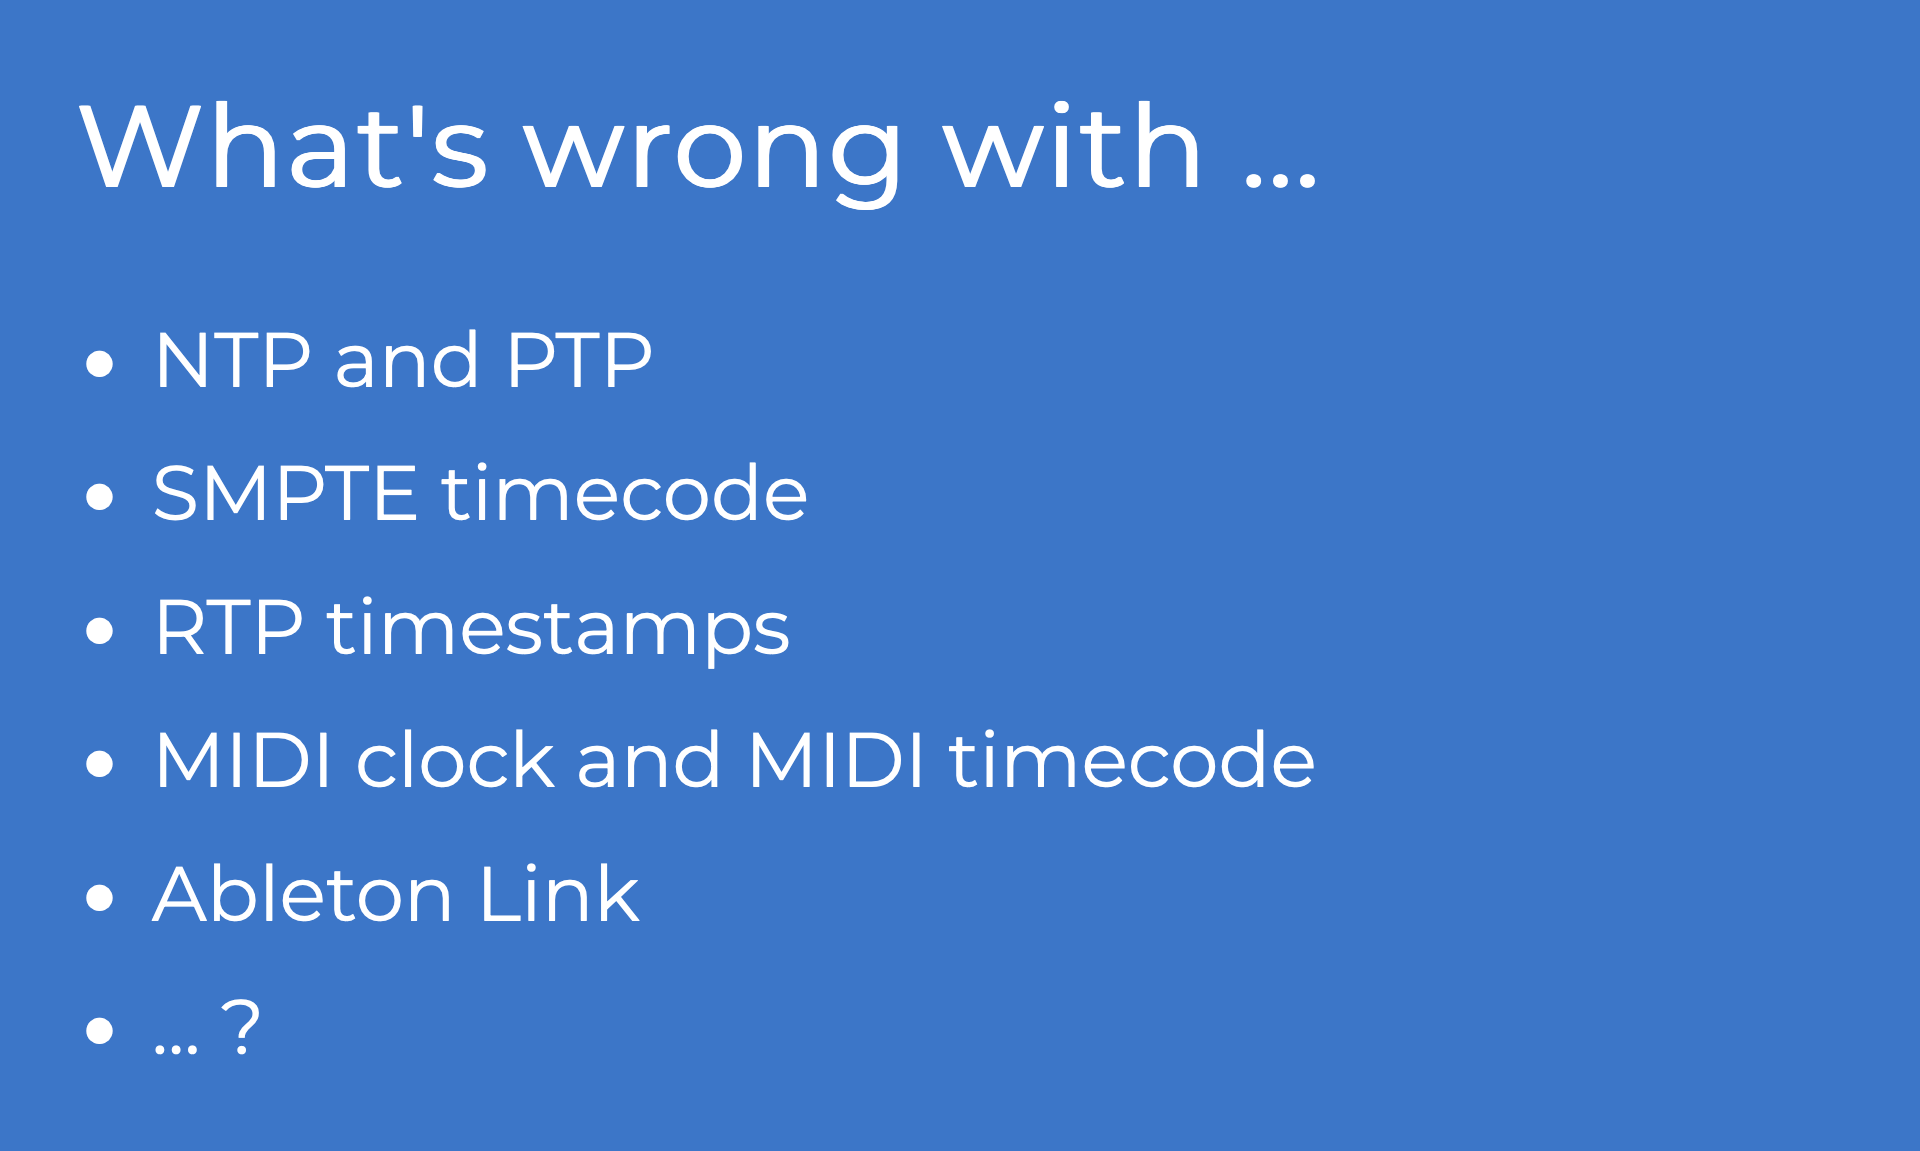 What's wrong with ...
• NTP and PTP
• SMPTE timecode
• RTP timestamps
• MIDI clock and MIDI timecode
• Ableton Link
• ... ?